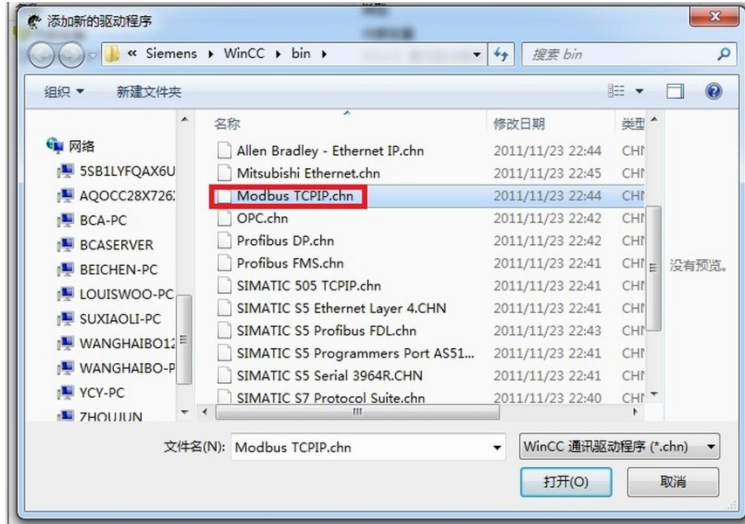 添加新的驱动程序
« Siemens ▸ WinCC ▸ bin ▸
搜索 bin
组织 ▼ 新建文件夹
名称 修改日期 类型
网络
5SB1LYFQAX6U
AQOCC28X726
BCA-PC
BCASERVER
BEICHEN-PC
LOUISWOO-PC
SUXIAOLI-PC
WANGHAIBO12
WANGHAIBO-P
YCY-PC
ZHOUJUN
Allen Bradley - Ethernet IP.chn 2011/11/23 22:44 CHN
Mitsubishi Ethernet.chn 2011/11/23 22:45 CHN
Modbus TCPIP.chn 2011/11/23 22:44 CHN
OPC.chn 2011/11/23 22:42 CHN
Profibus DP.chn 2011/11/23 22:42 CHN
Profibus FMS.chn 2011/11/23 22:41 CHN
SIMATIC 505 TCPIP.chn 2011/11/23 22:41 CHN
SIMATIC S5 Ethernet Layer 4.CHN 2011/11/23 22:41 CHN
SIMATIC S5 Profibus FDL.chn 2011/11/23 22:43 CHN
SIMATIC S5 Programmers Port AS51... 2011/11/23 22:41 CHN
SIMATIC S5 Serial 3964R.CHN 2011/11/23 22:41 CHN
SIMATIC S7 Protocol Suite.chn 2011/11/23 22:40 CHN
没有预览。
文件名(N): Modbus TCPIP.chn
WinCC 通讯驱动程序 (*.chn)
打开(O) 取消